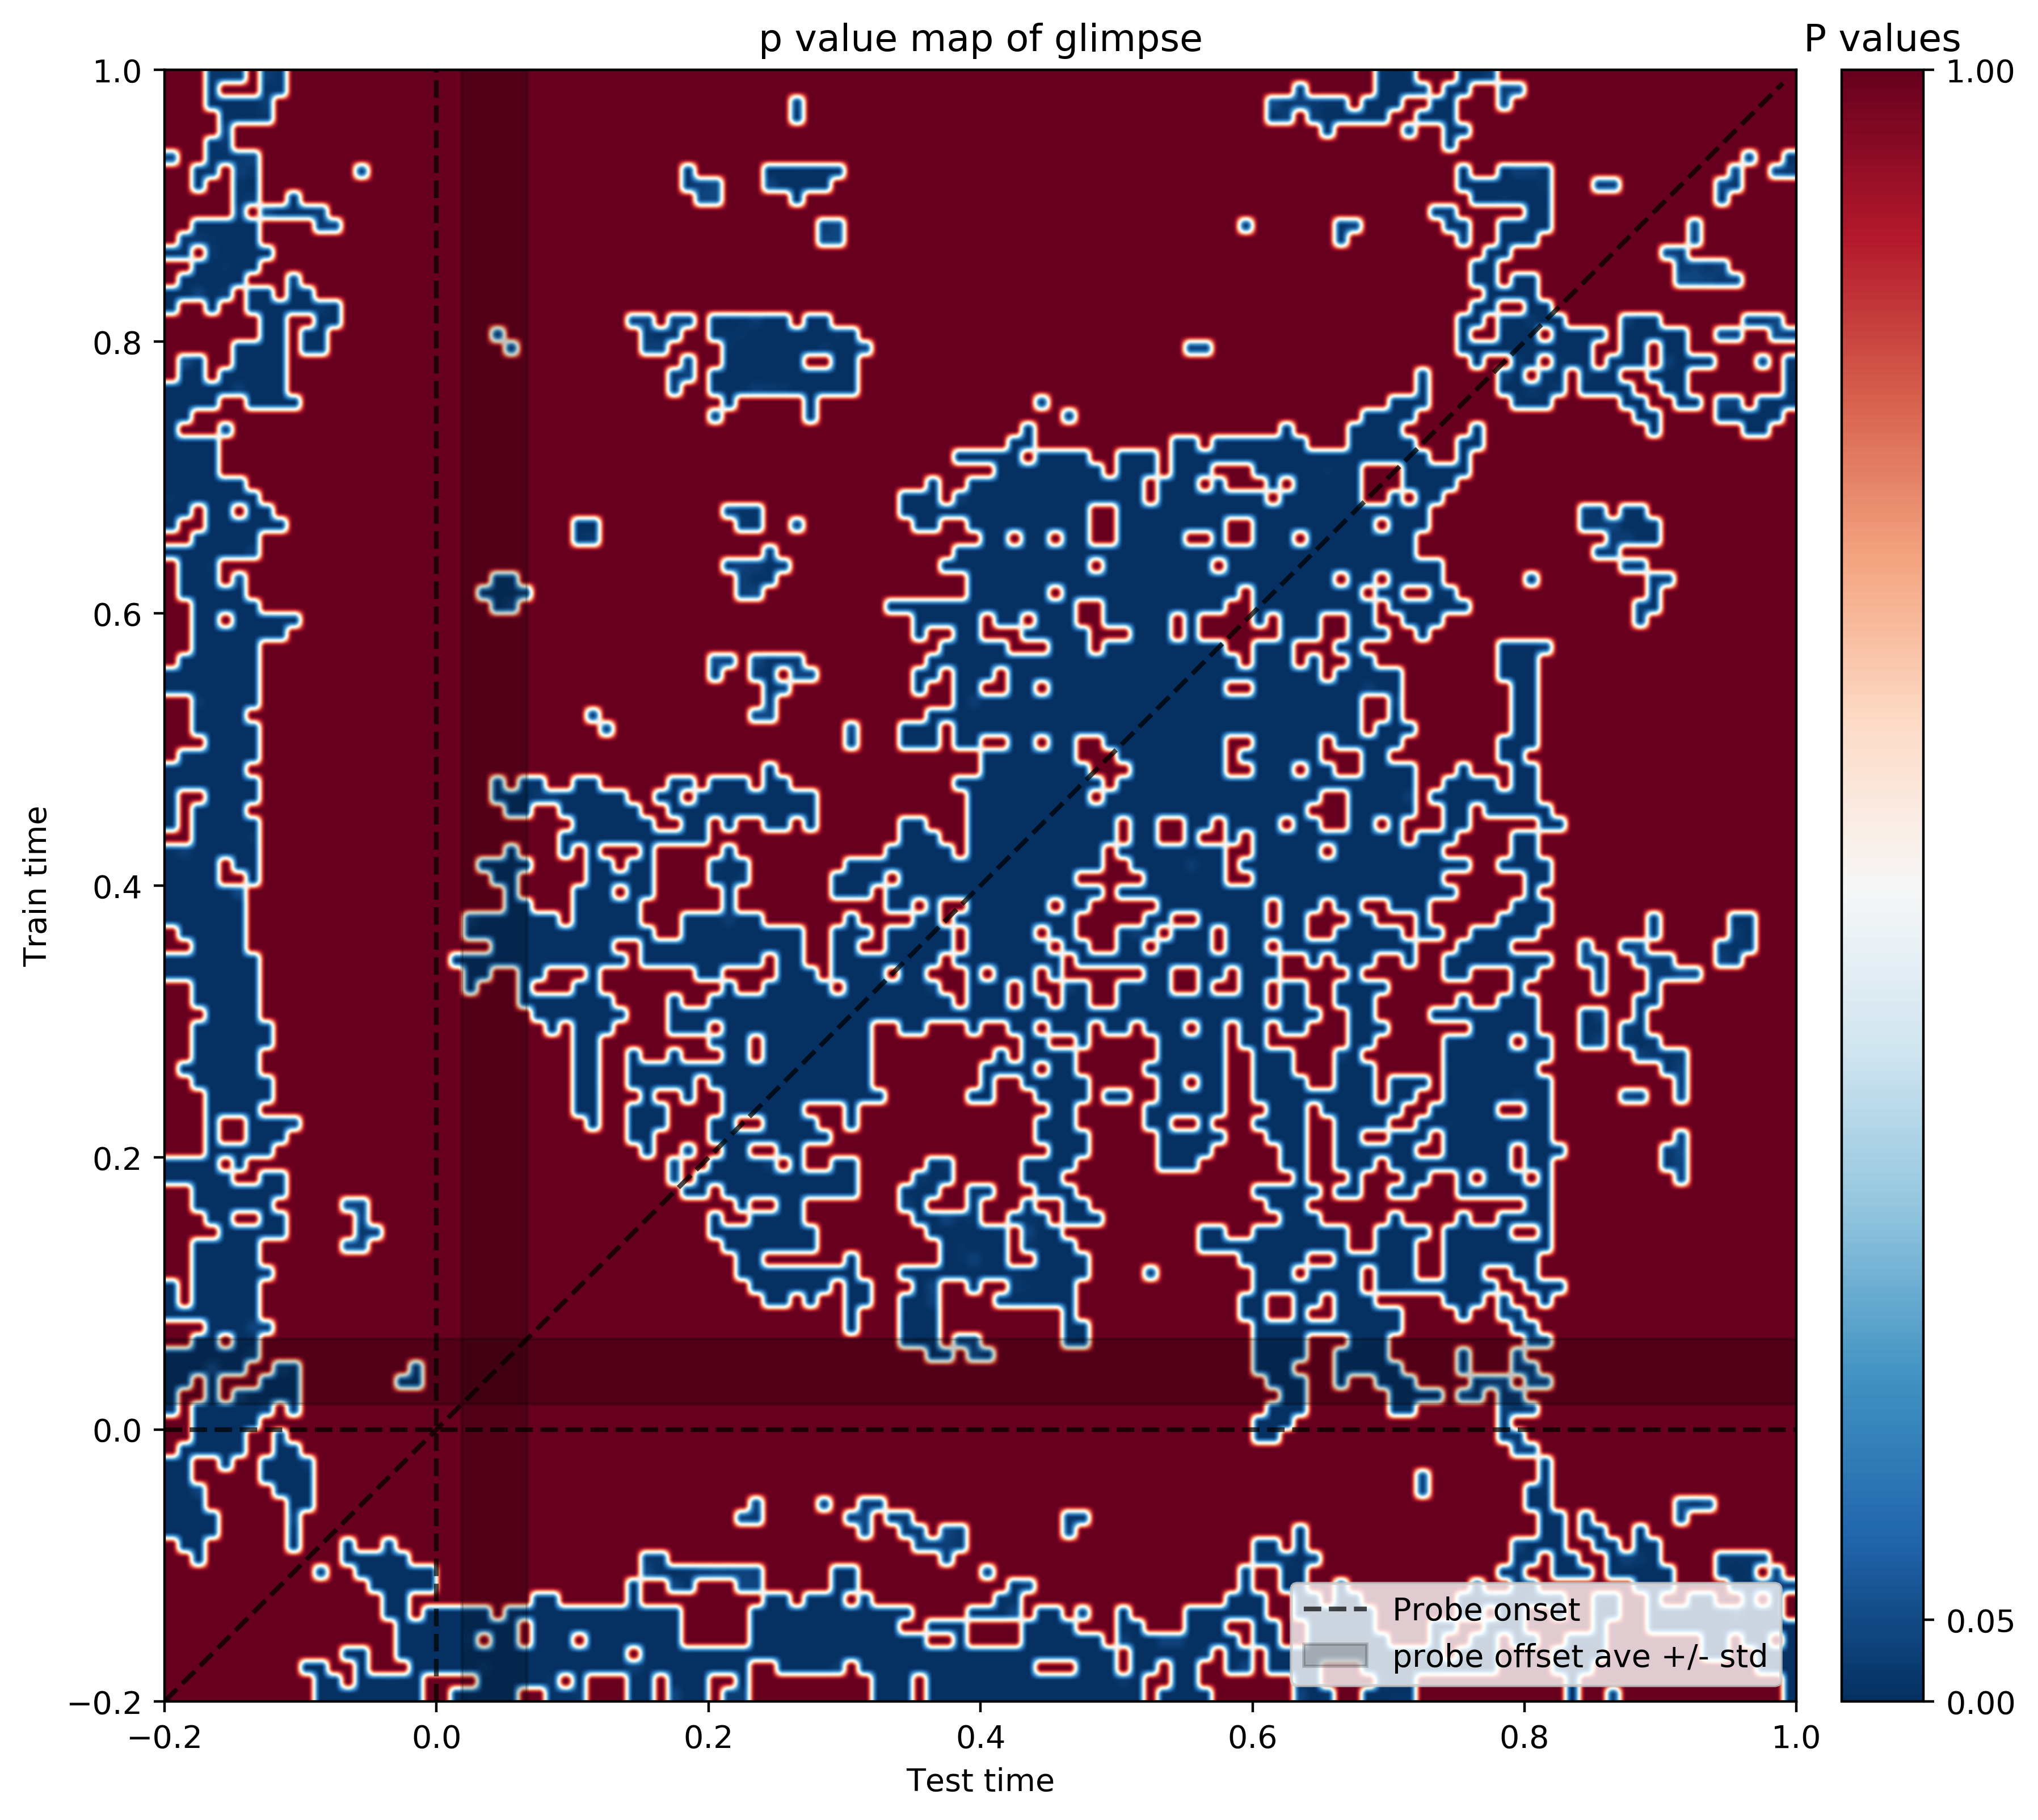 p value map of glimpse
P values
1.0
0.8
0.6
0.4
0.2
0.0
−0.2
Train time
−0.2
0.0
0.2
0.4
0.6
0.8
1.0
Test time
Probe onset
probe offset ave +/- std
1.00
0.05
0.00